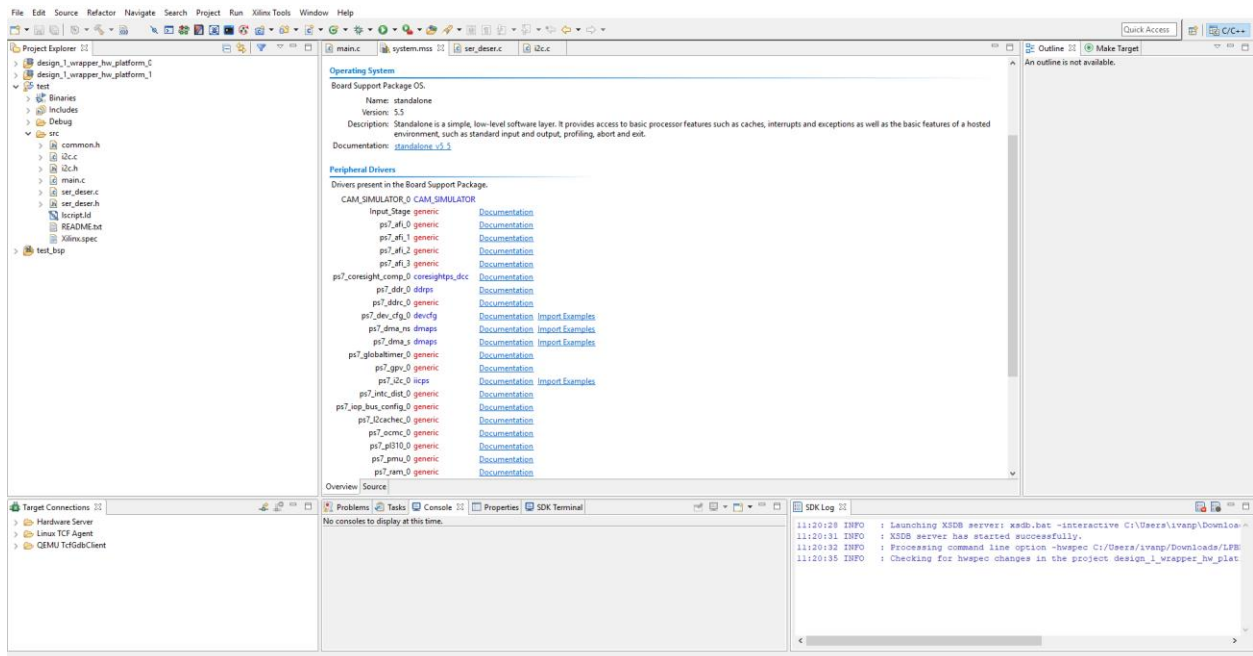 File Edit Source Refactor Navigate Search Project Run Xilinx Tools Window Help
Quick Access C/C++
Project Explorer
design_1_wrapper_hw_platform_0
design_1_wrapper_hw_platform_1
test
Binaries
Includes
Debug
src
common.h
i2c.c
i2c.h
main.c
ser_deser.c
ser_deser.h
lscript.ld
README.txt
Xilinx.spec
test_bsp
main.c system.mss ser_deser.c i2c.c
Operating System
Board Support Package OS.
Name: standalone
Version: 5.5
Description: Standalone is a simple, low-level software layer. It provides access to basic processor features such as caches, interrupts and exceptions as well as the basic features of a hosted
environment, such as standard input and output, profiling, abort and exit.
Documentation: standalone_v5_5
Peripheral Drivers
Drivers present in the Board Support Package.
CAM_SIMULATOR_0 CAM_SIMULATOR
Input_Stage generic Documentation
ps7_afi_0 generic Documentation
ps7_afi_1 generic Documentation
ps7_afi_2 generic Documentation
ps7_afi_3 generic Documentation
ps7_coresight_comp_0 coresightps_dcc Documentation
ps7_ddr_0 ddrps Documentation
ps7_ddrc_0 generic Documentation
ps7_dev_cfg_0 devcfg Documentation Import Examples
ps7_dma_ns dmaps Documentation Import Examples
ps7_dma_s dmaps Documentation Import Examples
ps7_globaltimer_0 generic Documentation
ps7_gpv_0 generic Documentation
ps7_i2c_0 iicps Documentation Import Examples
ps7_intc_dist_0 generic Documentation
ps7_iop_bus_config_0 generic Documentation
ps7_l2cachec_0 generic Documentation
ps7_ocmc_0 generic Documentation
ps7_pl310_0 generic Documentation
ps7_pmu_0 generic Documentation
ps7_ram_0 generic Documentation
Overview Source
Outline Make Target
An outline is not available.
Target Connections
Hardware Server
Linux TCF Agent
QEMU TcfGdbClient
Problems Tasks Console Properties SDK Terminal
No consoles to display at this time.
SDK Log
11:20:28 INFO : Launching XSDB server: xsdb.bat -interactive C:\Users\ivanp\Downloa
11:20:31 INFO : XSDB server has started successfully.
11:20:32 INFO : Processing command line option -hwspec C:/Users/ivanp/Downloads/LPB
11:20:35 INFO : Checking for hwspec changes in the project design_1_wrapper_hw_plat